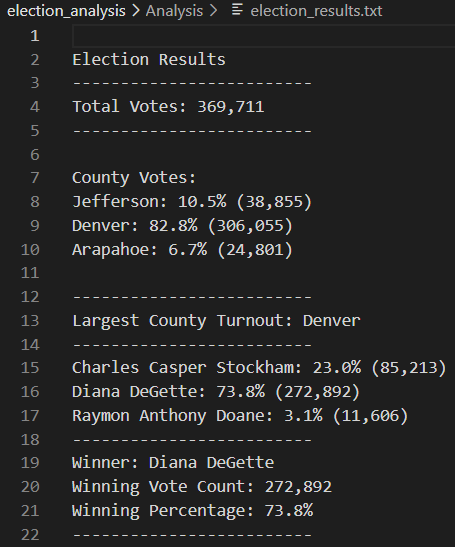 election_analysis > Analysis > election_results.txt
1
2 Election Results
3 -------------------------
4 Total Votes: 369,711
5 -------------------------
6
7 County Votes:
8 Jefferson: 10.5% (38,855)
9 Denver: 82.8% (306,055)
10 Arapahoe: 6.7% (24,801)
11
12 -------------------------
13 Largest County Turnout: Denver
14 -------------------------
15 Charles Casper Stockham: 23.0% (85,213)
16 Diana DeGette: 73.8% (272,892)
17 Raymon Anthony Doane: 3.1% (11,606)
18 -------------------------
19 Winner: Diana DeGette
20 Winning Vote Count: 272,892
21 Winning Percentage: 73.8%
22 -------------------------